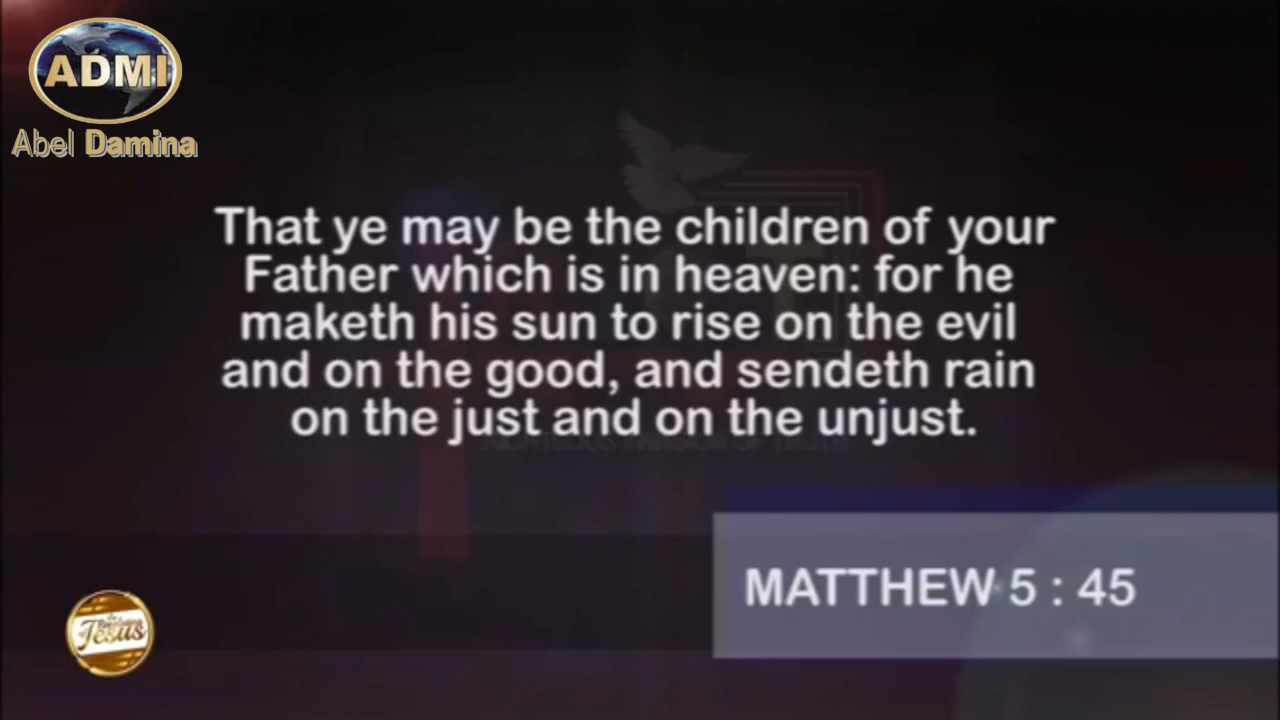 ADMI
Abel Damina
That ye may be the children of your
Father which is in heaven: for he
maketh his sun to rise on the evil
and on the good, and sendeth rain
on the just and on the unjust.
MATTHEW 5 : 45
Jesus